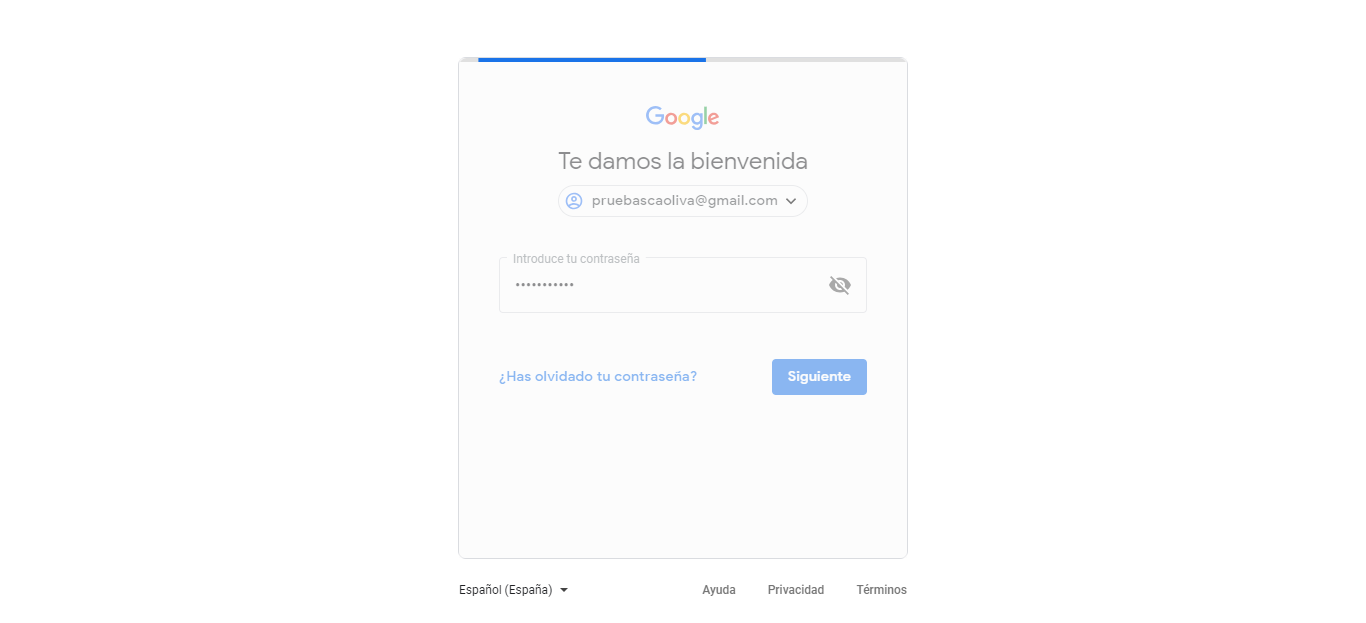 Google
Te damos la bienvenida
pruebascaoliva@gmail.com
Introduce tu contraseña
•••••••••••
¿Has olvidado tu contraseña?
Siguiente
Español (España)
Ayuda
Privacidad
Términos